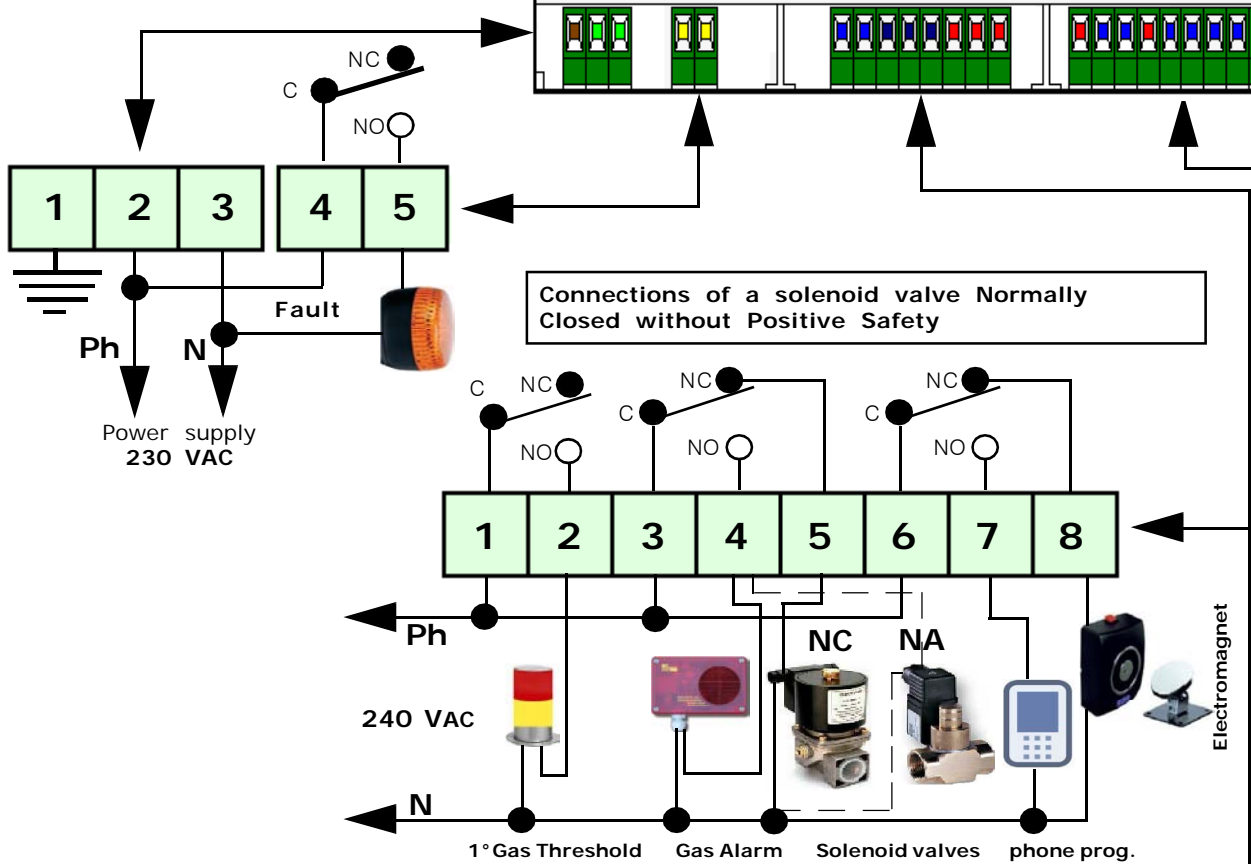 NC
C
NO
1 2 3 4 5
Fault
Ph N
Power supply
230 VAC
Connections of a solenoid valve Normally
Closed without Positive Safety
C NC C NC C NC
NO NO NO
1 2 3 4 5 6 7 8
Ph
NC NA
240 VAC
Electromagnet
N
1°Gas Threshold Gas Alarm Solenoid valves phone prog.